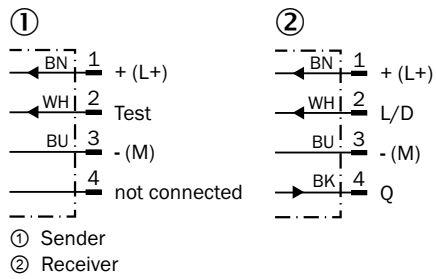 ① ②
BN 1 + (L+)
WH 2 Test
BU 3 - (M)
4 not connected
BN 1 + (L+)
WH 2 L/D
BU 3 - (M)
BK 4 Q
① Sender
② Receiver